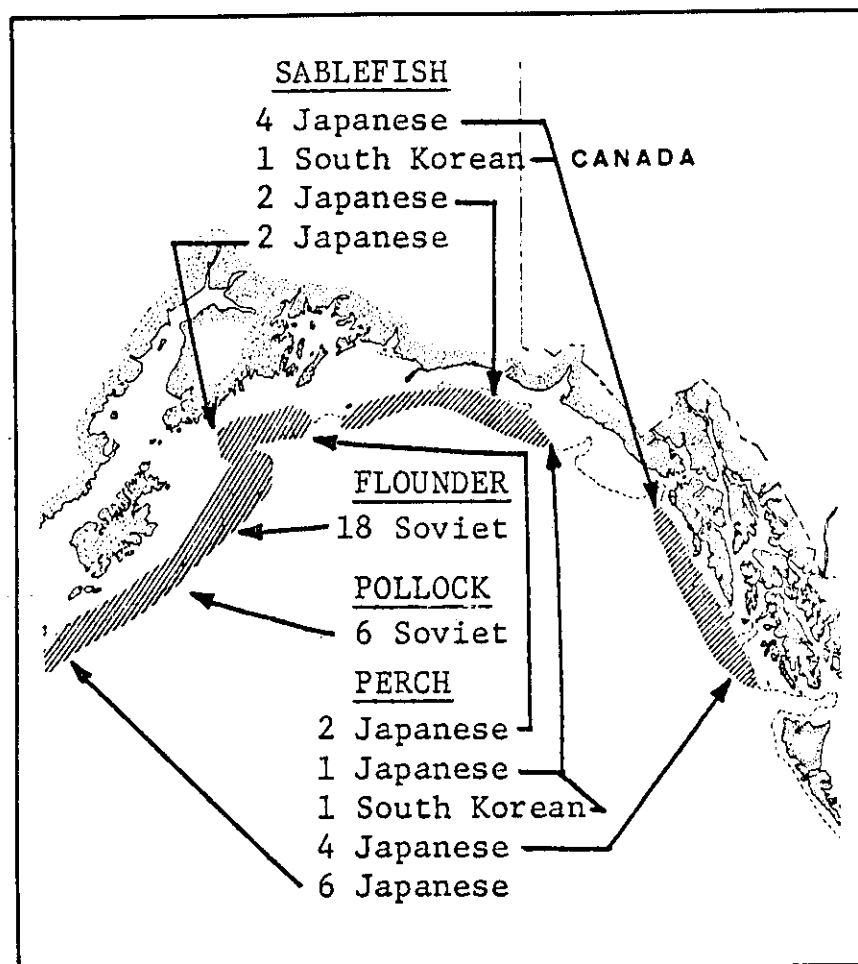 SABLEFISH
4 Japanese
1 South Korean
CANADA
2 Japanese
2 Japanese
FLOUNDER
18 Soviet
POLLOCK
6 Soviet
PERCH
2 Japanese
1 Japanese
1 South Korean
4 Japanese
6 Japanese